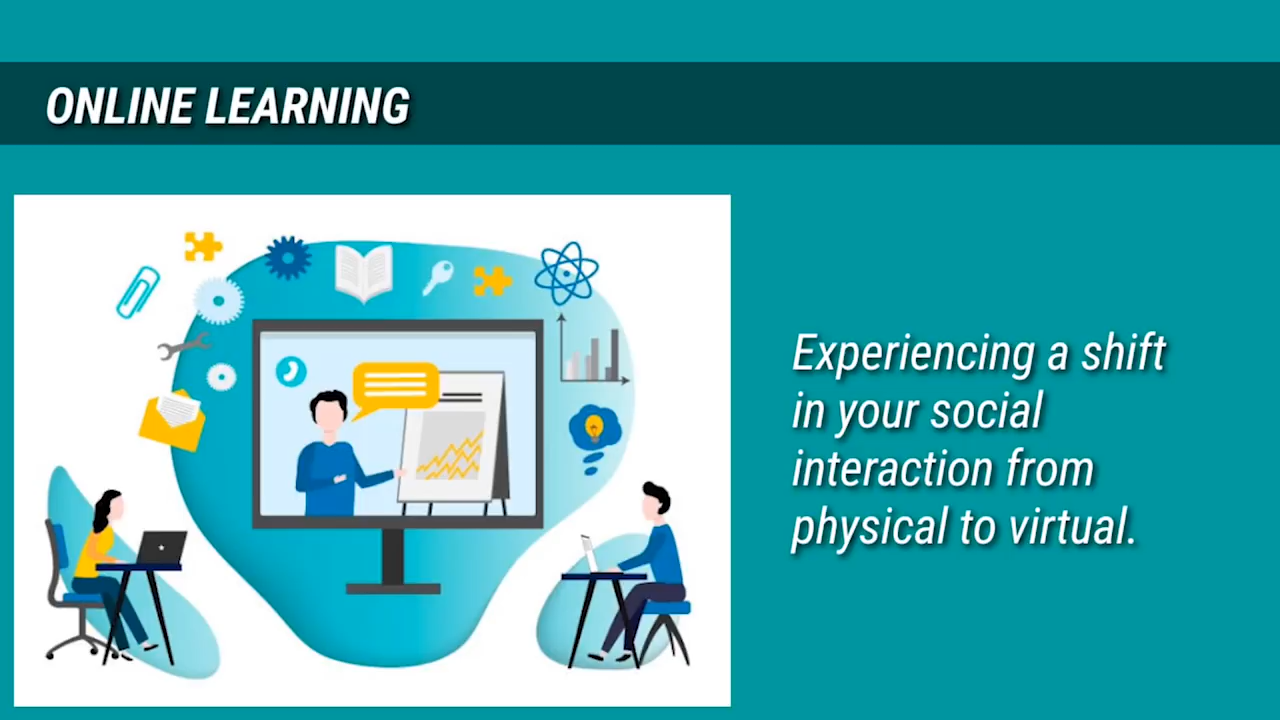 ONLINE LEARNING
Experiencing a shift
in your social
interaction from
physical to virtual.